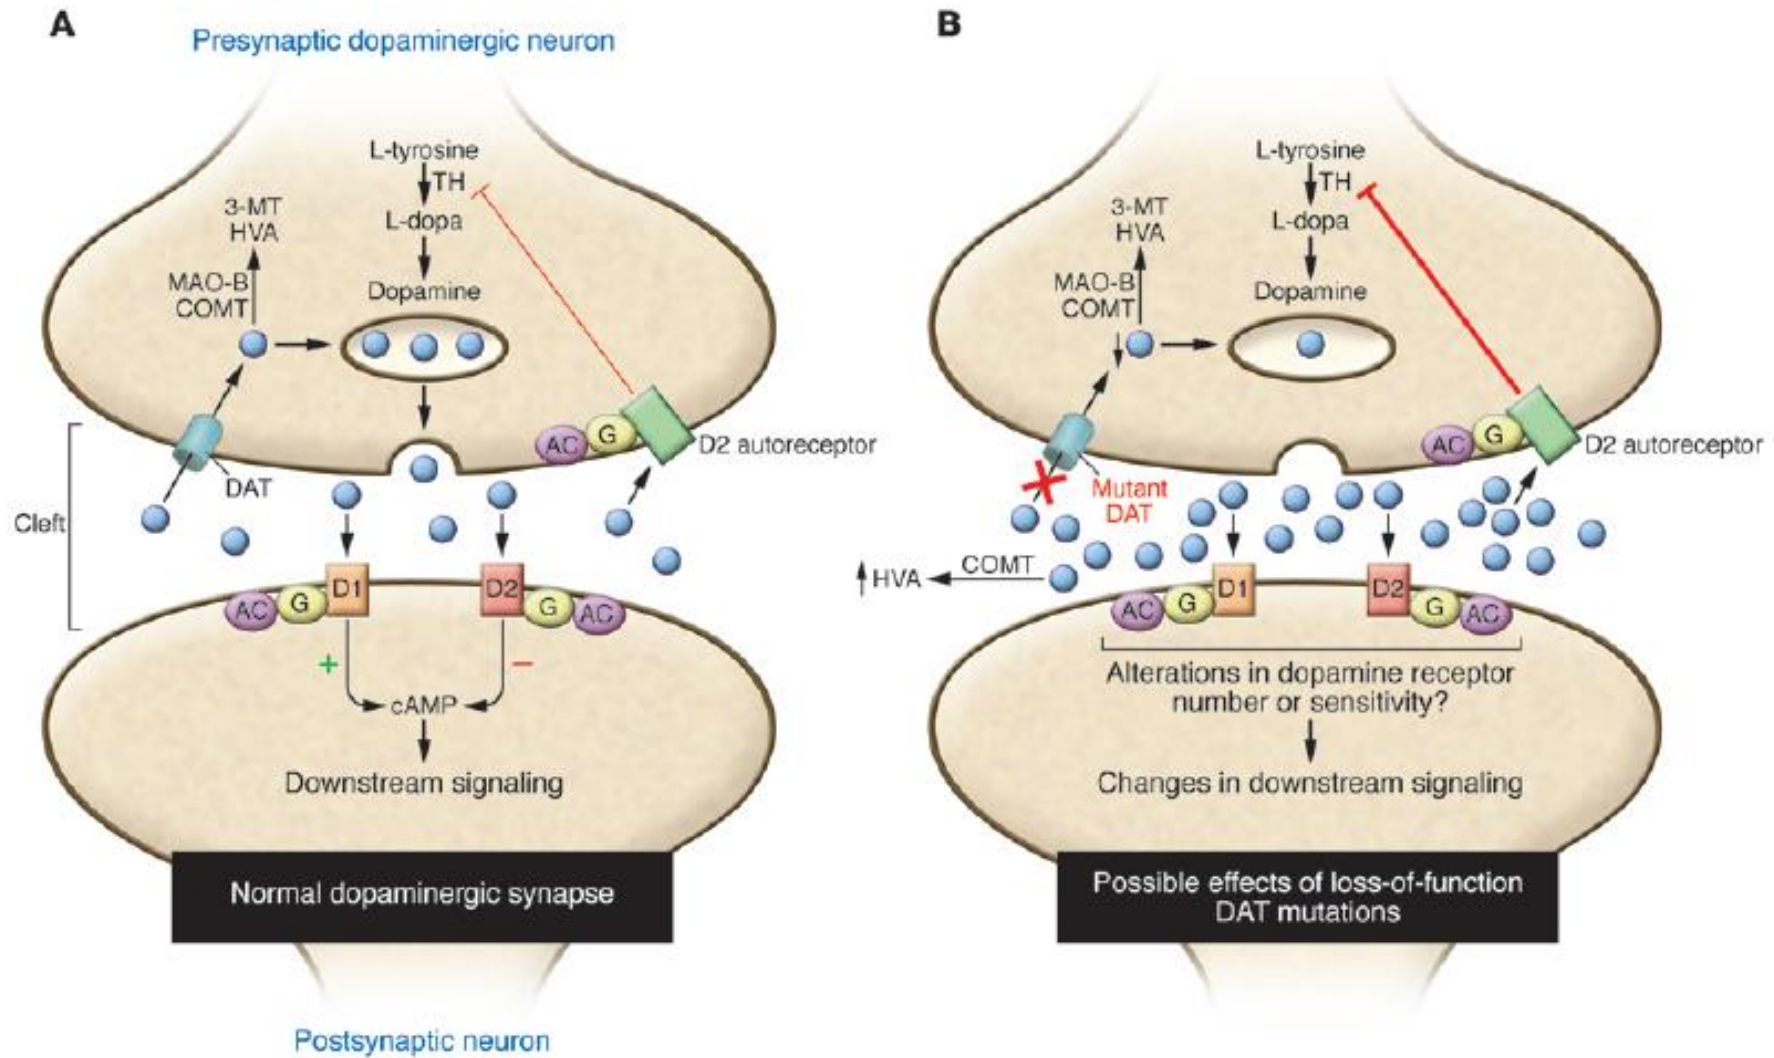 A
Presynaptic dopaminergic neuron
L-tyrosine
TH
L-dopa
Dopamine
3-MT
HVA
MAO-B
COMT
AC
G
D2 autoreceptor
DAT
Cleft
AC
G
D1
D2
G
AC
+
−
cAMP
Downstream signaling
Normal dopaminergic synapse
Postsynaptic neuron
B
L-tyrosine
TH
L-dopa
Dopamine
3-MT
HVA
MAO-B
COMT
AC
G
D2 autoreceptor
Mutant
DAT
HVA
COMT
AC
G
D1
D2
G
AC
Alterations in dopamine receptor
number or sensitivity?
Changes in downstream signaling
Possible effects of loss-of-function
DAT mutations